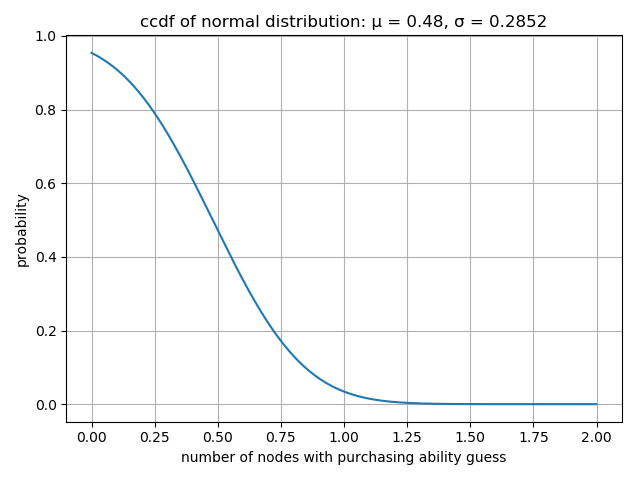 ccdf of normal distribution: μ = 0.48, σ = 0.2852
1.0
0.8
0.6
0.4
0.2
0.0
probability
0.00 0.25 0.50 0.75 1.00 1.25 1.50 1.75 2.00
number of nodes with purchasing ability guess